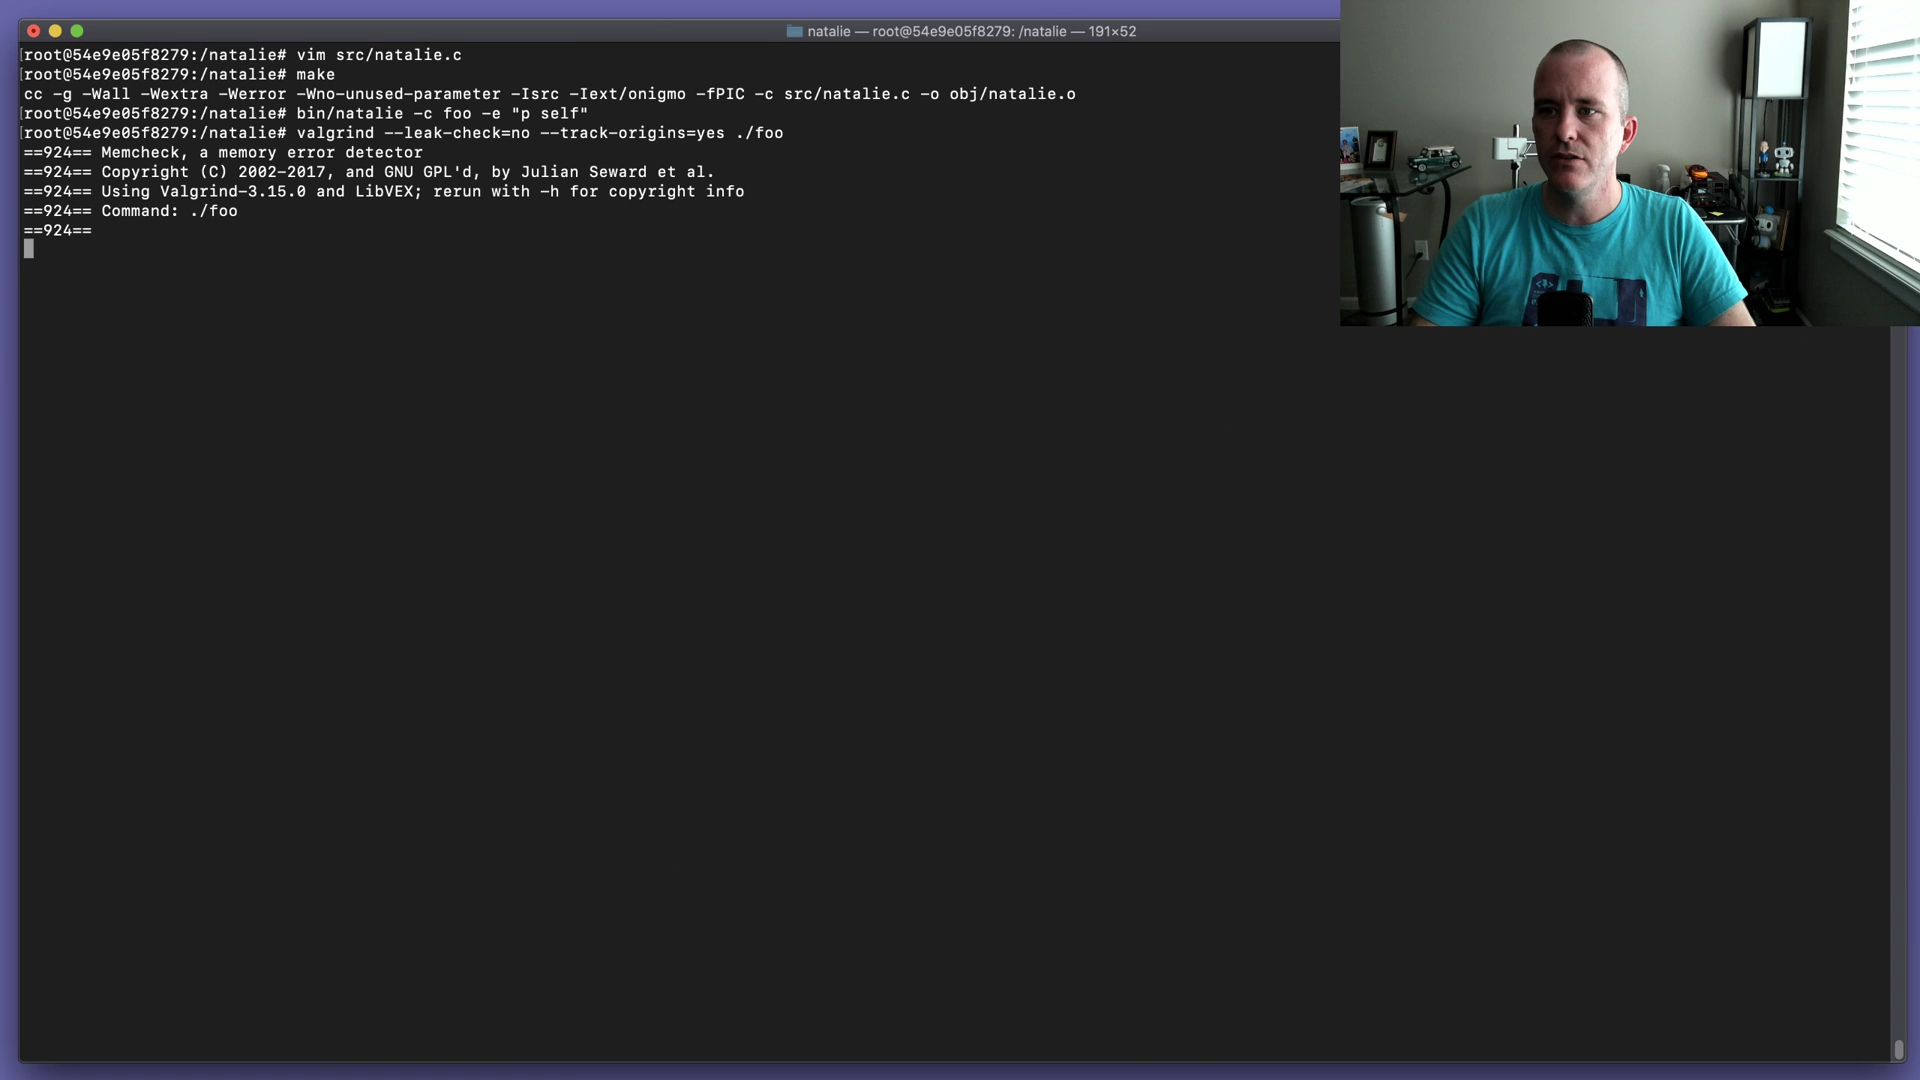 natalie — root@54e9e05f8279: /natalie — 191×52
[root@54e9e05f8279:/natalie# vim src/natalie.c
[root@54e9e05f8279:/natalie# make
cc -g -Wall -Wextra -Werror -Wno-unused-parameter -Isrc -Iext/onigmo -fPIC -c src/natalie.c -o obj/natalie.o
[root@54e9e05f8279:/natalie# bin/natalie -c foo -e "p self"
[root@54e9e05f8279:/natalie# valgrind --leak-check=no --track-origins=yes ./foo
==924== Memcheck, a memory error detector
==924== Copyright (C) 2002-2017, and GNU GPL'd, by Julian Seward et al.
==924== Using Valgrind-3.15.0 and LibVEX; rerun with -h for copyright info
==924== Command: ./foo
==924==